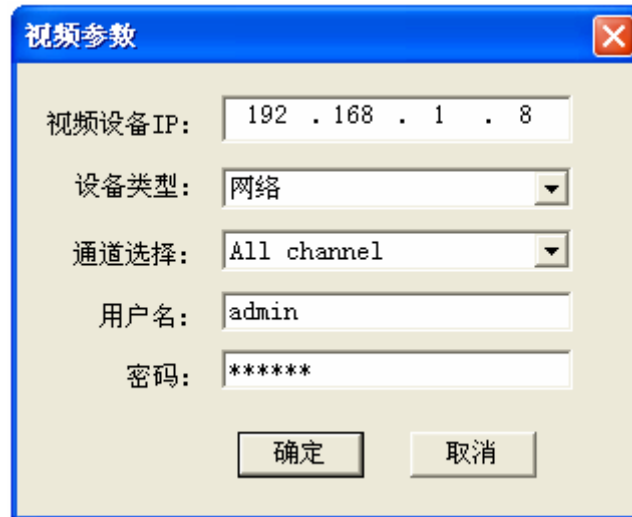 视频参数
视频设备IP: 192 . 168 . 1 . 8
设备类型: 网络
通道选择: All channel
用户名: admin
密码: ******
确定 取消